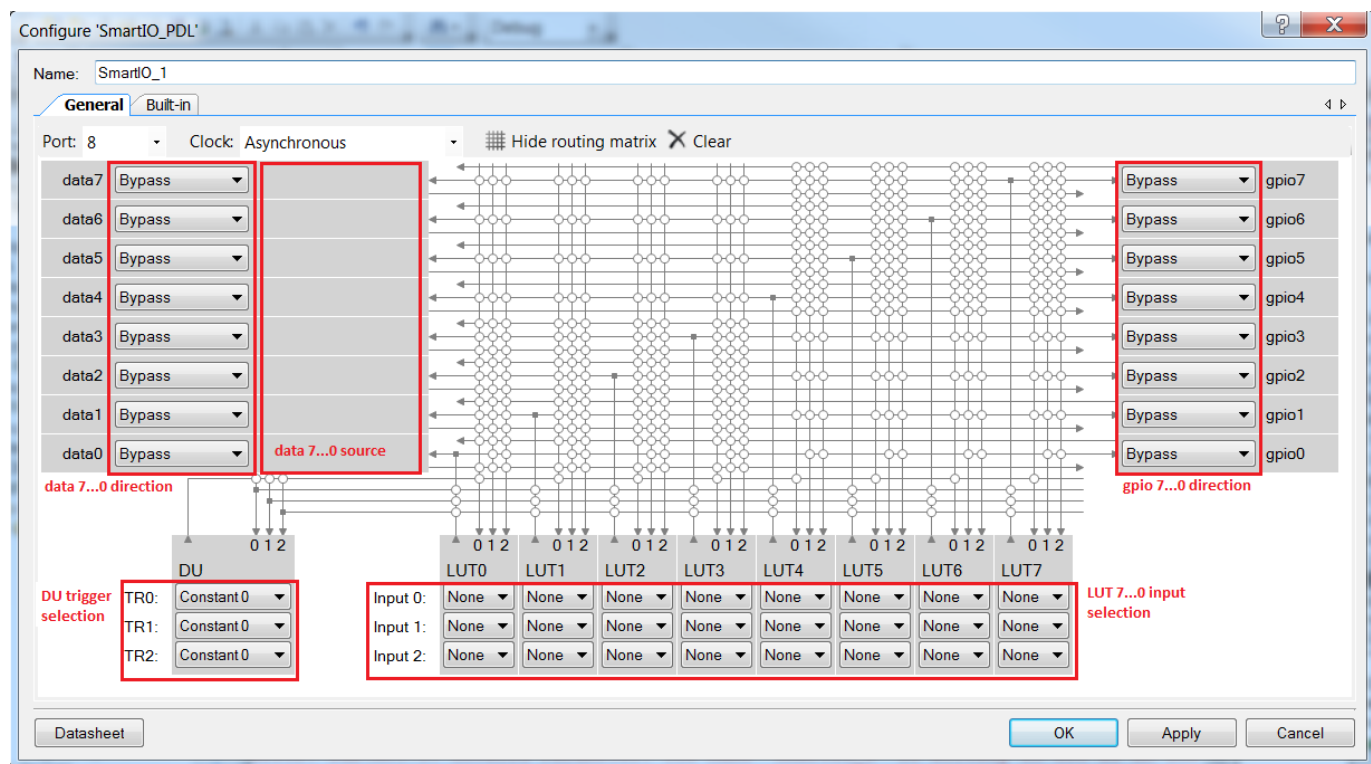 Configure 'SmartIO_PDL'
Debug
Name: SmartIO_1
General Built-in
Port: 8 Clock: Asynchronous Hide routing matrix Clear
data7 Bypass Bypass gpio7
data6 Bypass Bypass gpio6
data5 Bypass Bypass gpio5
data4 Bypass Bypass gpio4
data3 Bypass Bypass gpio3
data2 Bypass Bypass gpio2
data1 Bypass Bypass gpio1
data0 Bypass data 7...0 source Bypass gpio0
data 7...0 direction gpio 7...0 direction
0 1 2 0 1 2 0 1 2 0 1 2 0 1 2 0 1 2 0 1 2 0 1 2 0 1 2
DU LUT0 LUT1 LUT2 LUT3 LUT4 LUT5 LUT6 LUT7
DU trigger
selection
TR0: Constant 0 Input 0: None None None None None None None None
TR1: Constant 0 Input 1: None None None None None None None None
TR2: Constant 0 Input 2: None None None None None None None None
LUT 7...0 input
selection
Datasheet OK Apply Cancel